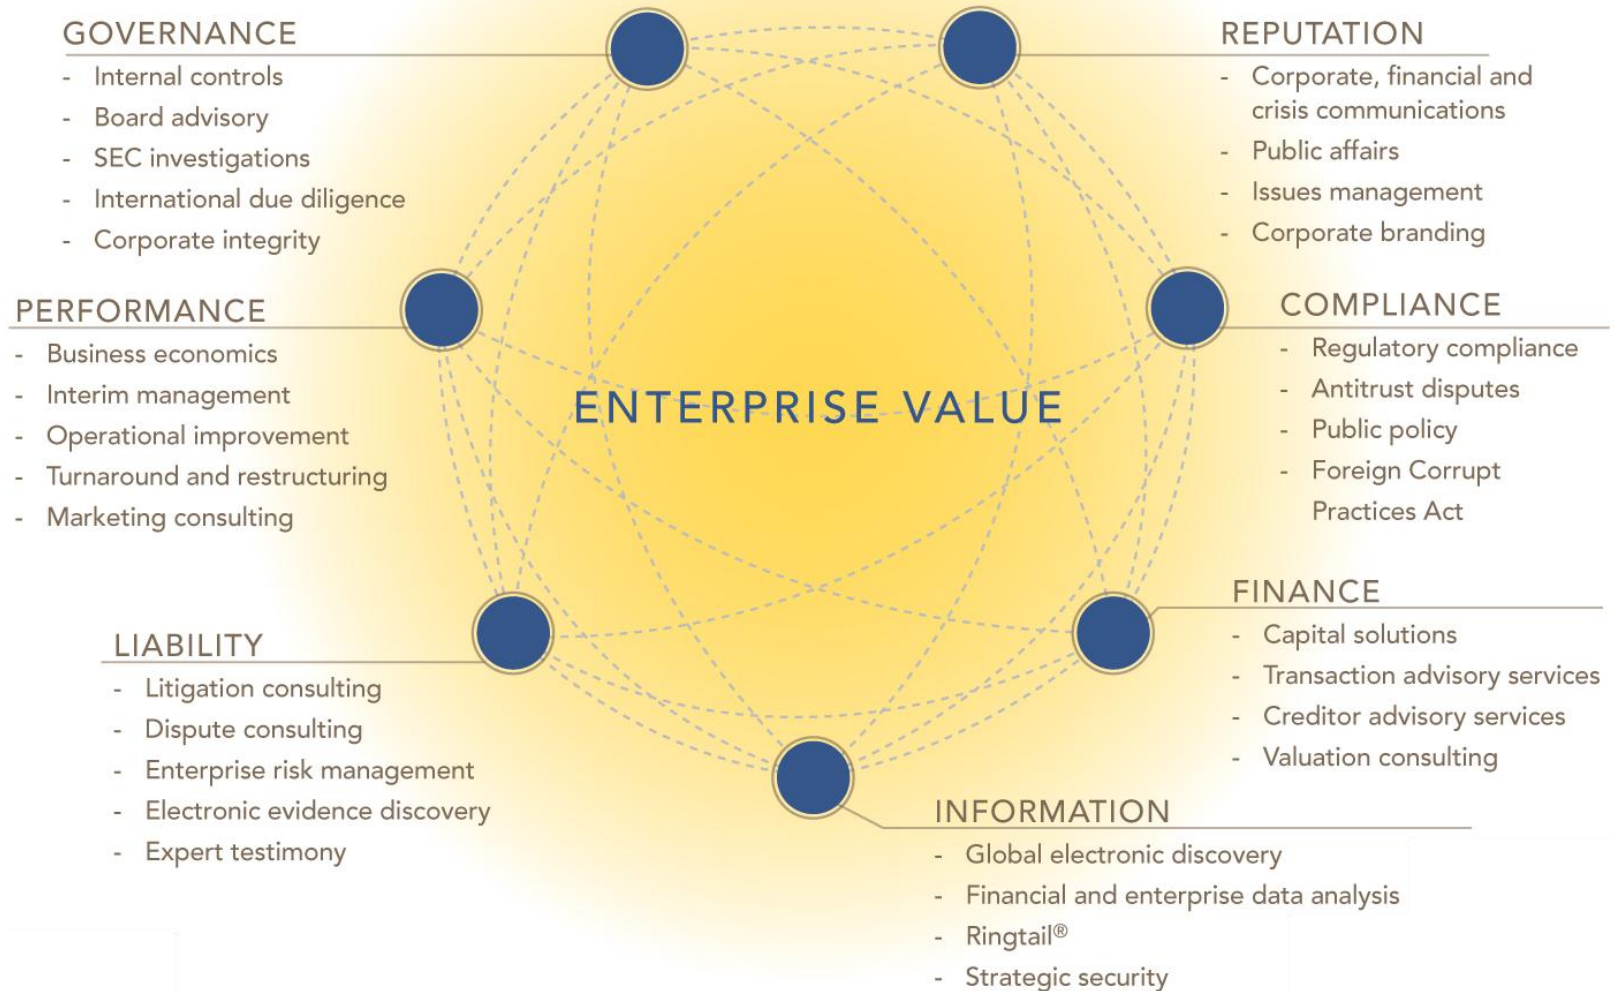 GOVERNANCE
- Internal controls
- Board advisory
- SEC investigations
- International due diligence
- Corporate integrity
REPUTATION
- Corporate, financial and
crisis communications
- Public affairs
- Issues management
- Corporate branding
PERFORMANCE
- Business economics
- Interim management
- Operational improvement
- Turnaround and restructuring
- Marketing consulting
COMPLIANCE
- Regulatory compliance
- Antitrust disputes
- Public policy
- Foreign Corrupt
Practices Act
ENTERPRISE VALUE
LIABILITY
- Litigation consulting
- Dispute consulting
- Enterprise risk management
- Electronic evidence discovery
- Expert testimony
FINANCE
- Capital solutions
- Transaction advisory services
- Creditor advisory services
- Valuation consulting
INFORMATION
- Global electronic discovery
- Financial and enterprise data analysis
- Ringtail®
- Strategic security